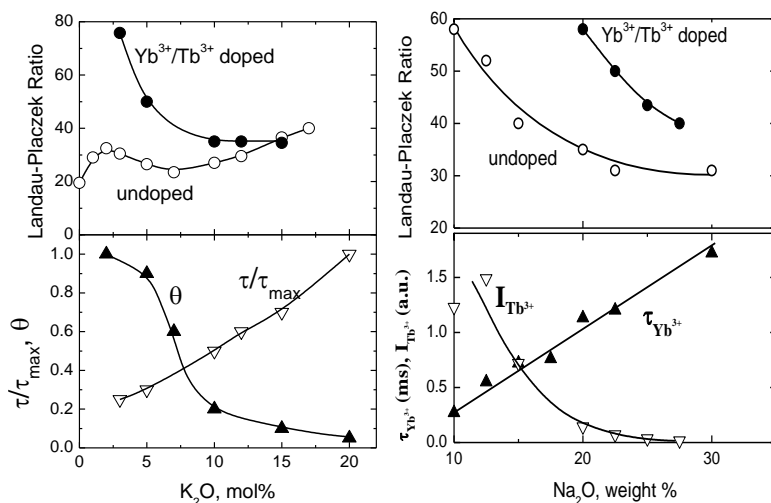 80
60
40
20
0
Landau-Placzek Ratio
Yb³⁺/Tb³⁺ doped
undoped
60
50
40
30
20
Landau-Placzek Ratio
Yb³⁺/Tb³⁺ doped
undoped
1.0
0.8
0.6
0.4
0.2
0.0
τ/τmax, θ
θ
τ/τmax
0 5 10 15 20
K₂O, mol%
1.5
1.0
0.5
0.0
τYb³⁺ (ms), ITb³⁺ (a.u.)
ITb³⁺
τYb³⁺
10 15 20 25 30
Na₂O, weight %